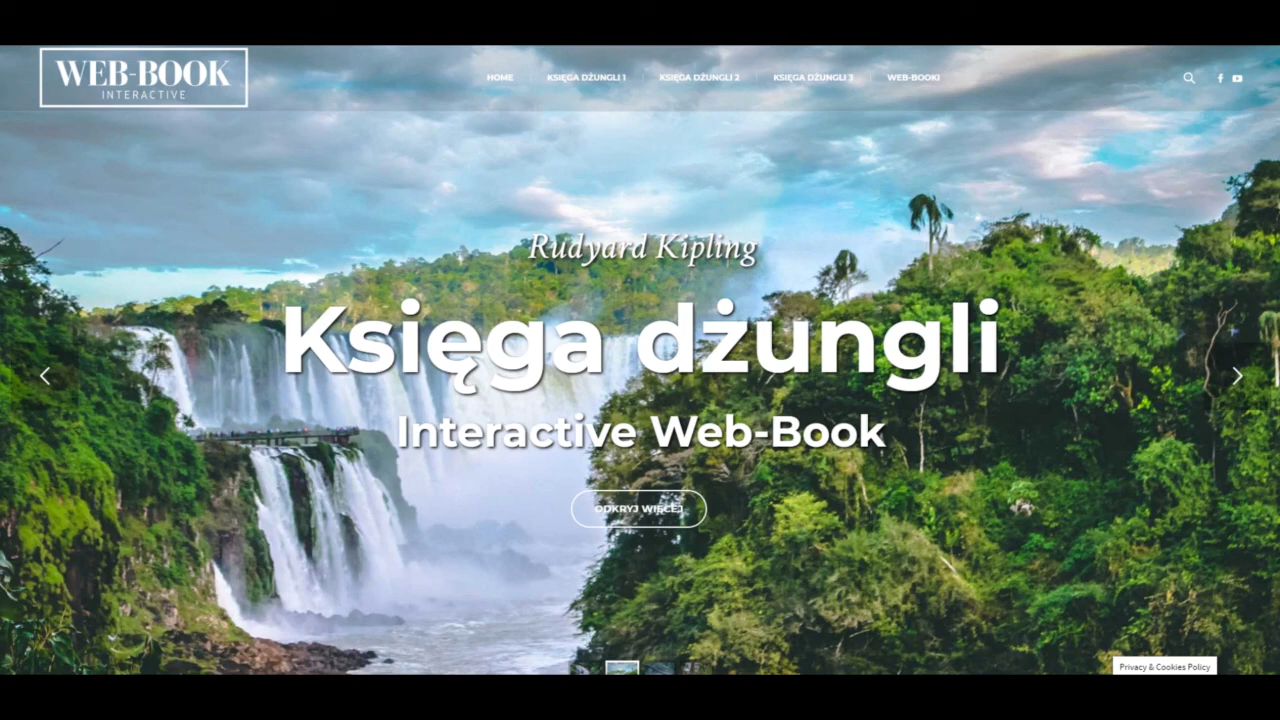 WEB-BOOK
INTERACTIVE
HOME
KSIĘGA DŻUNGLI 1
KSIĘGA DŻUNGLI 2
KSIĘGA DŻUNGLI 3
WEB-BOOKI
Rudyard Kipling
Księga dżungli
Interactive Web-Book
ODKRYJ WIĘCEJ
Privacy & Cookies Policy